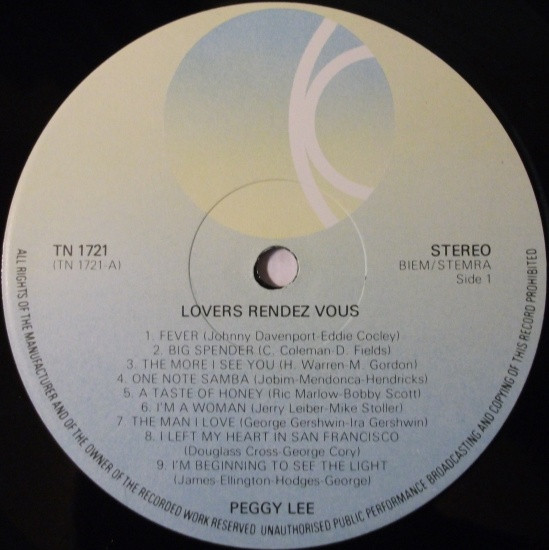 TN 1721
(TN 1721-A)
STEREO
BIEM/STEMRA
Side 1
LOVERS RENDEZ VOUS
1. FEVER (Johnny Davenport-Eddie Cocley)
2. BIG SPENDER (C. Coleman-D. Fields)
3. THE MORE I SEE YOU (H. Warren-M. Gordon)
4. ONE NOTE SAMBA (Jobim-Mendonca-Hendricks)
5. A TASTE OF HONEY (Ric Marlow-Bobby Scott)
6. I'M A WOMAN (Jerry Leiber-Mike Stoller)
7 THE MAN I LOVE (George Gershwin-Ira Gershwin)
8. I LEFT MY HEART IN SAN FRANCISCO
(Douglass Cross-George Cory)
9. I'M BEGINNING TO SEE THE LIGHT
(James-Ellington-Hodges-George)
PEGGY LEE
ALL RIGHTS OF THE MANUFACTURER AND OF THE OWNER OF THE RECORDED WORK RESERVED UNAUTHORISED PUBLIC PERFORMANCE BROADCASTING AND COPYING OF THIS RECORD PROHIBITED